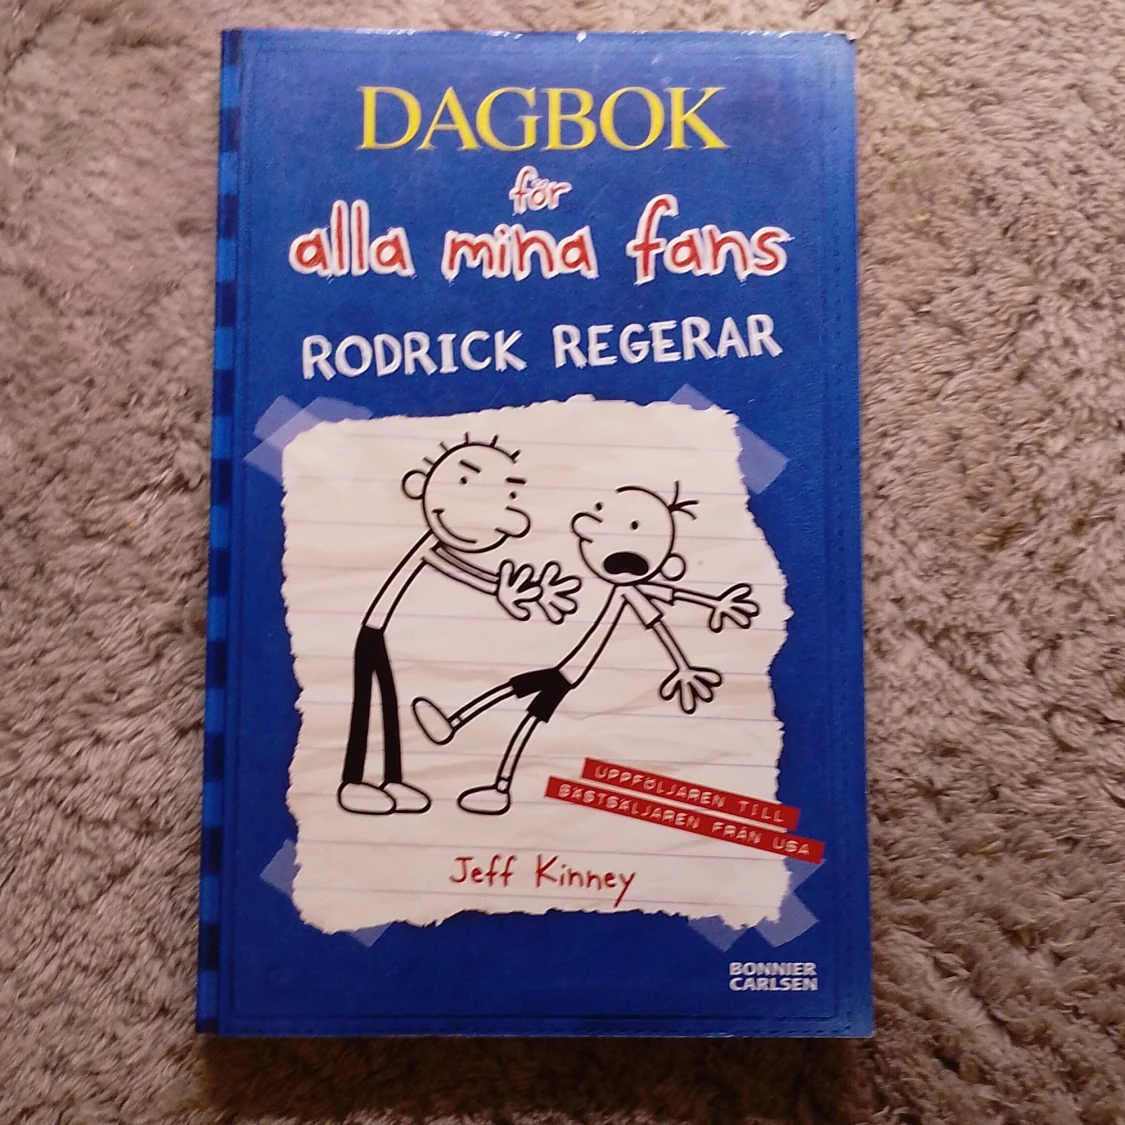 DAGBOK
för
alla mina fans
RODRICK REGERAR
UPPFÖLJAREN TILL
BÄSTSÄLJAREN FRÅN USA
Jeff Kinney
BONNIER
CARLSEN